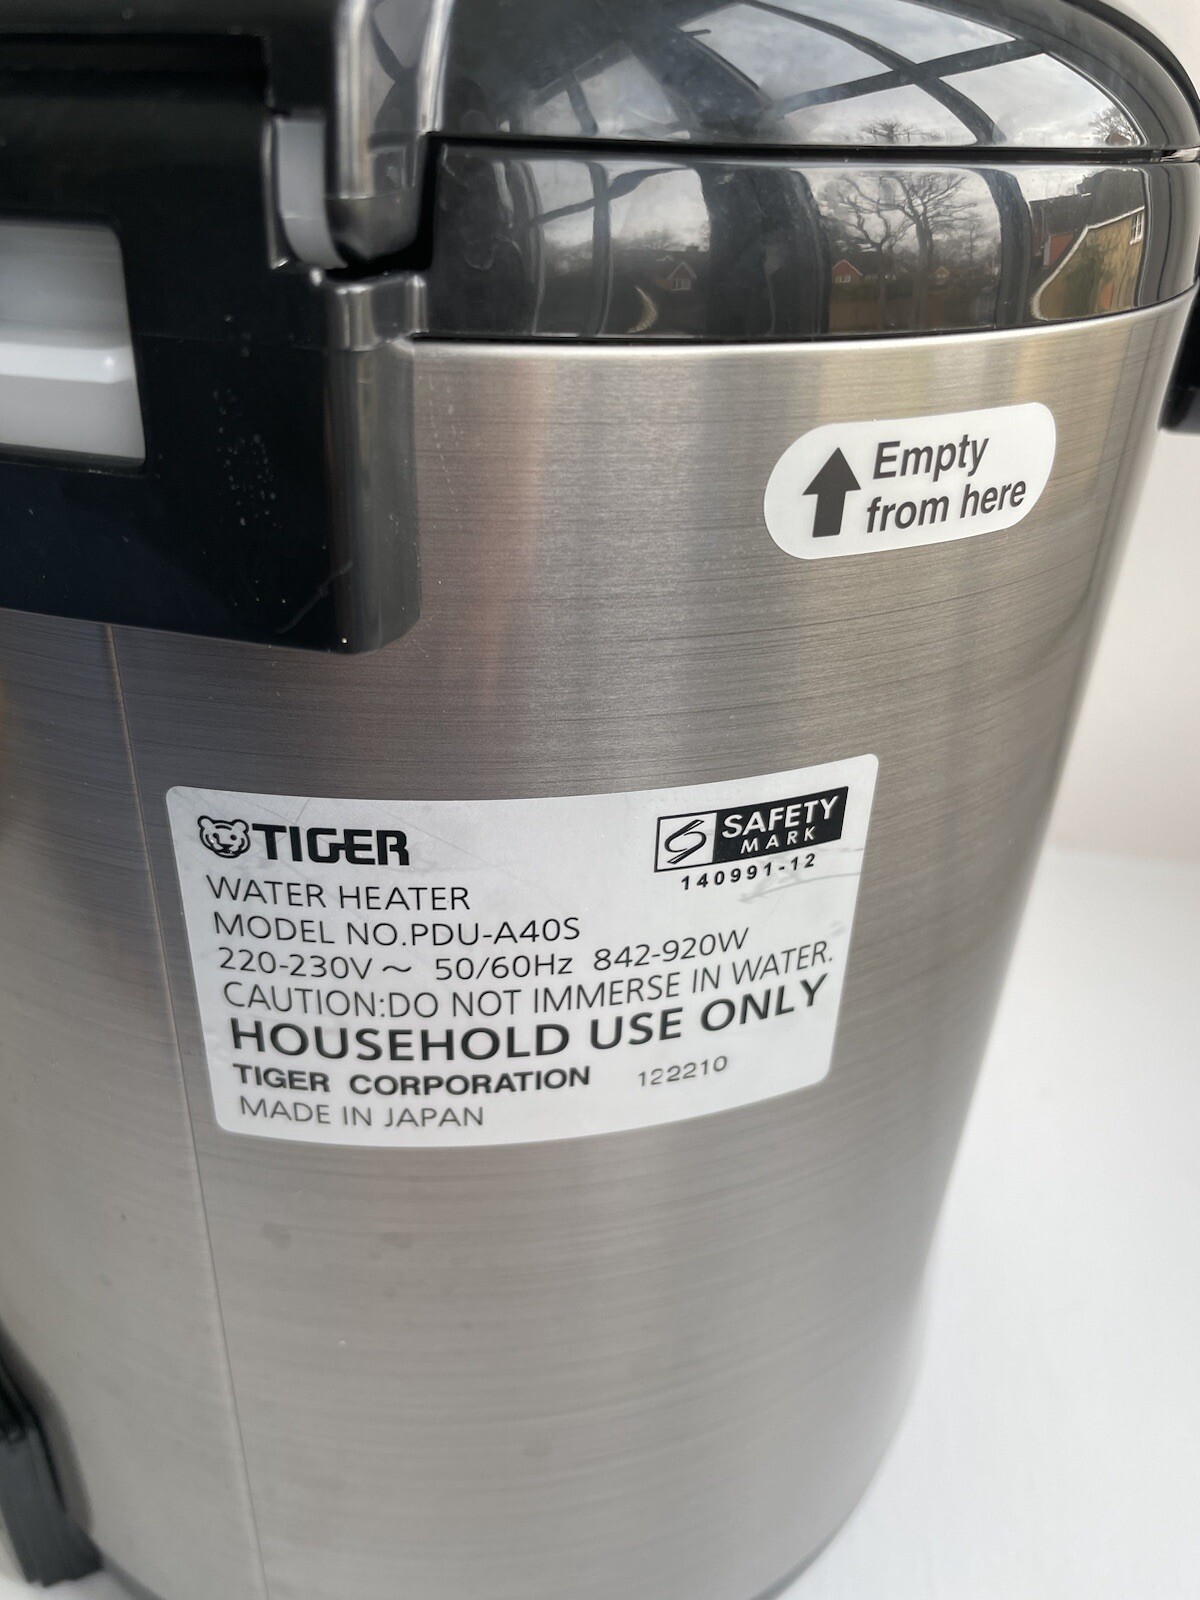 Empty
from here
TIGER
SAFETY
MARK
140991-12
WATER HEATER
MODEL NO.PDU-A40S
220-230V～ 50/60Hz 842-920W
CAUTION:DO NOT IMMERSE IN WATER.
HOUSEHOLD USE ONLY
TIGER CORPORATION 122210
MADE IN JAPAN